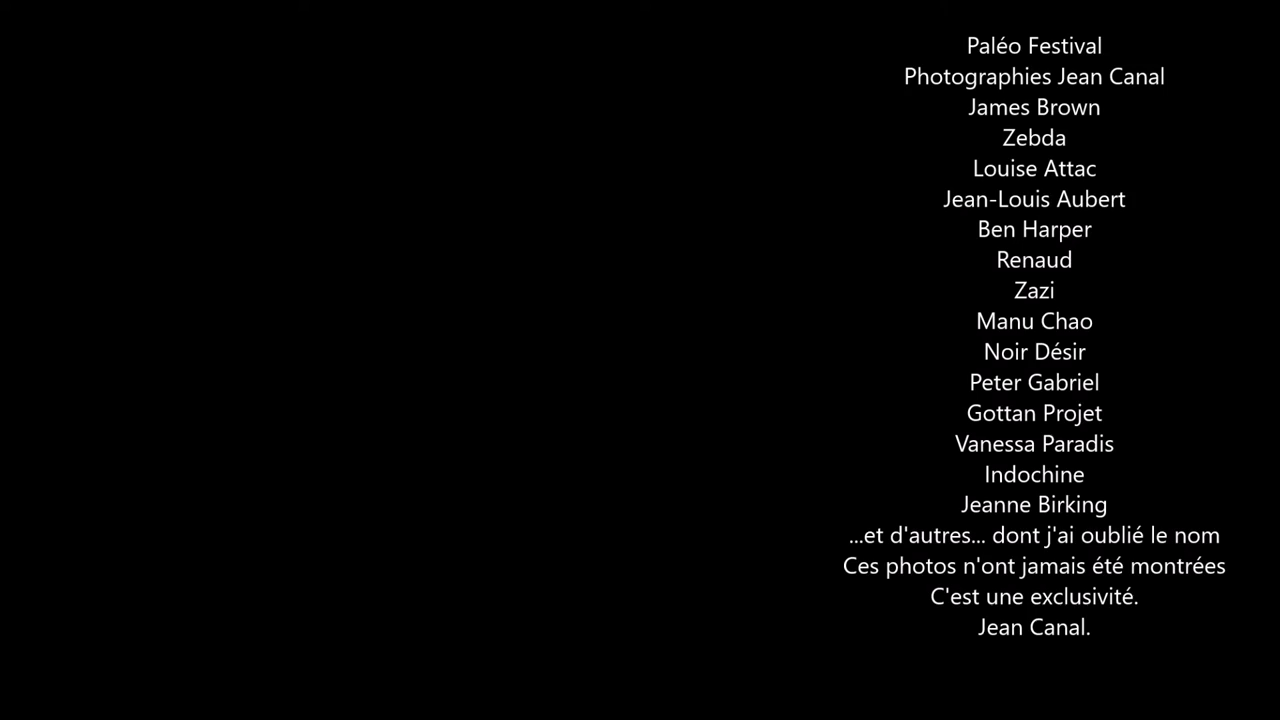 Paléo Festival
Photographies Jean Canal
James Brown
Zebda
Louise Attac
Jean-Louis Aubert
Ben Harper
Renaud
Zazi
Manu Chao
Noir Désir
Peter Gabriel
Gottan Projet
Vanessa Paradis
Indochine
Jeanne Birking
...et d'autres... dont j'ai oublié le nom
Ces photos n'ont jamais été montrées
C'est une exclusivité.
Jean Canal.